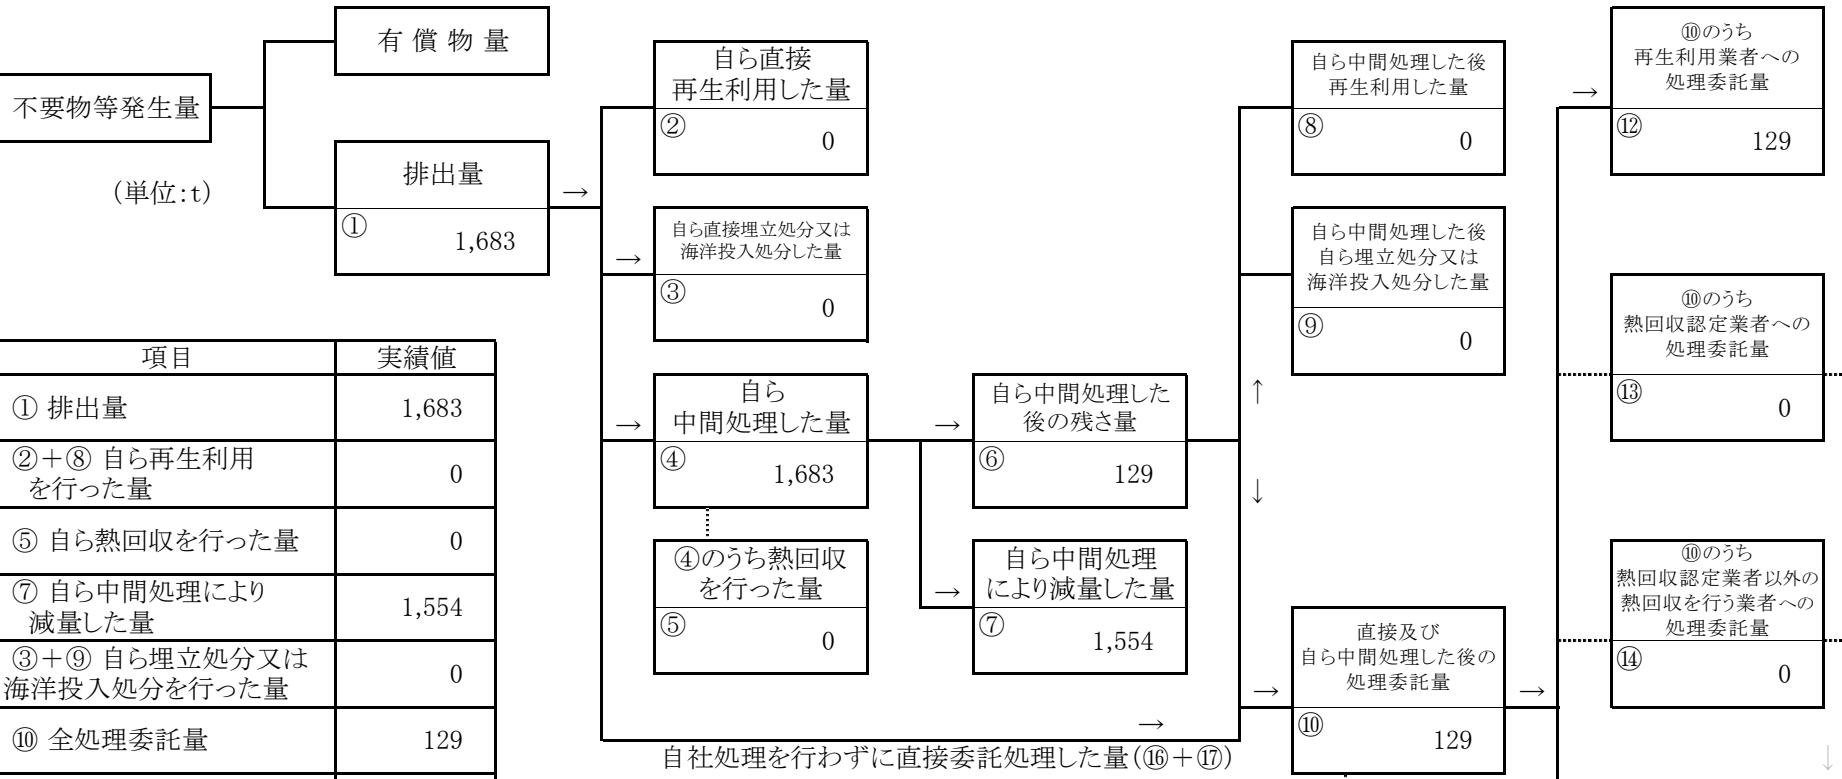 有 償 物 量
不要物等発生量
(単位:t)
排出量
①
1,683
→
自ら直接
再生利用した量
②
0
→
自ら直接埋立処分又は
海洋投入処分した量
③
0
→
自ら
中間処理した量
④
1,683
④のうち熱回収
を行った量
⑤
0
→
自ら中間処理した
後の残さ量
⑥
129
→
自ら中間処理
により減量した量
⑦
1,554
↑
↓
自ら中間処理した後
再生利用した量
⑧
0
自ら中間処理した後
自ら埋立処分又は
海洋投入処分した量
⑨
0
→
自社処理を行わずに直接委託処理した量(⑯+⑰)
→
直接及び
自ら中間処理した後の
処理委託量
⑩
129
→
→
⑩のうち
再生利用業者への
処理委託量
⑫
129
⑩のうち
熱回収認定業者への
処理委託量
⑬
0
⑩のうち
熱回収認定業者以外の
熱回収を行う業者への
処理委託量
⑭
0
↓
項目 実績値
① 排出量 1,683
②+⑧ 自ら再生利用
を行った量 0
⑤ 自ら熱回収を行った量 0
⑦ 自ら中間処理により
減量した量 1,554
③+⑨ 自ら埋立処分又は
海洋投入処分を行った量 0
⑩ 全処理委託量 129